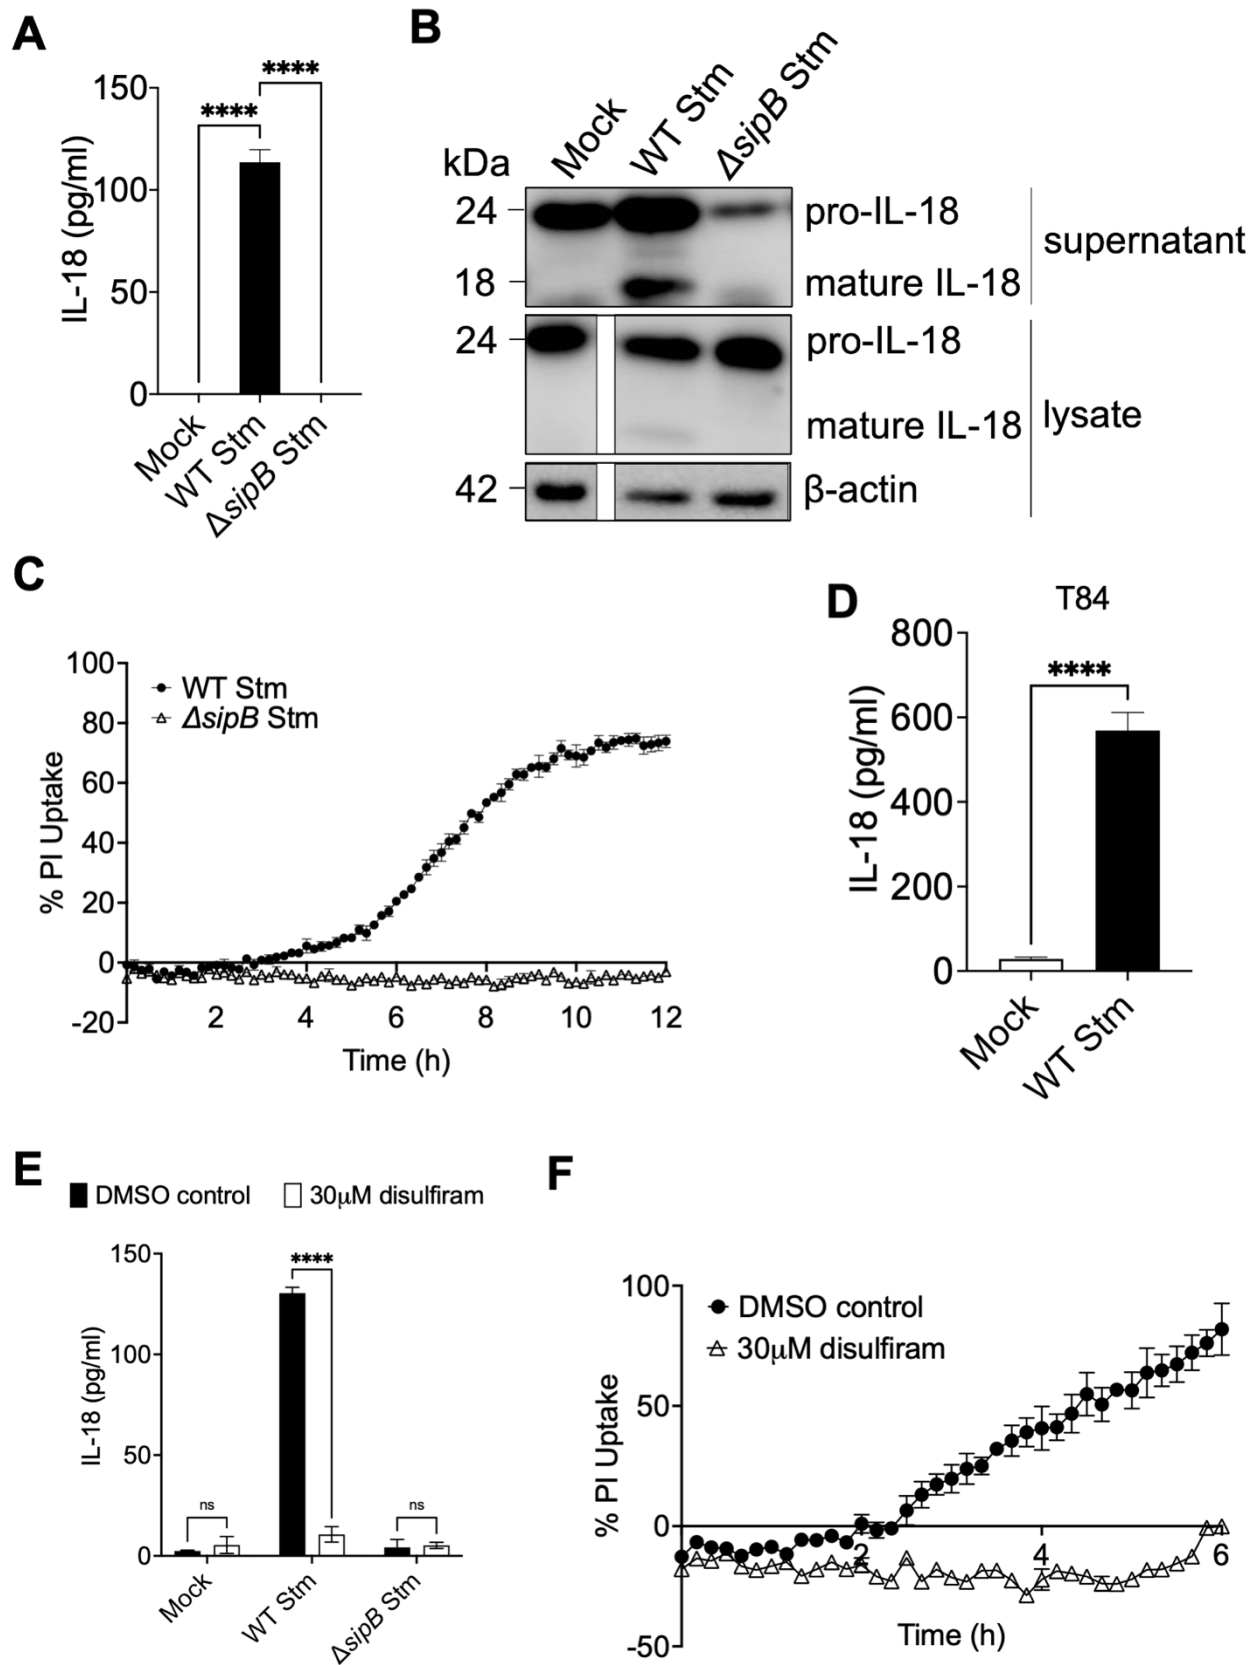 A
IL-18 (pg/ml)
150
100
50
0
****
****
Mock
WT Stm
ΔsipB Stm
B
kDa
Mock
WT Stm
ΔsipB Stm
24
pro-IL-18
18
mature IL-18
supernatant
24
pro-IL-18
mature IL-18
lysate
42
β-actin
C
% PI Uptake
100
80
60
40
20
0
-20
WT Stm
ΔsipB Stm
2
4
6
8
10
12
Time (h)
D
T84
IL-18 (pg/ml)
800
600
400
200
0
****
Mock
WT Stm
E
DMSO control
30μM disulfiram
IL-18 (pg/ml)
150
100
50
0
ns
****
ns
Mock
WT Stm
ΔsipB Stm
F
% PI Uptake
100
50
0
-50
DMSO control
30μM disulfiram
2
4
6
Time (h)